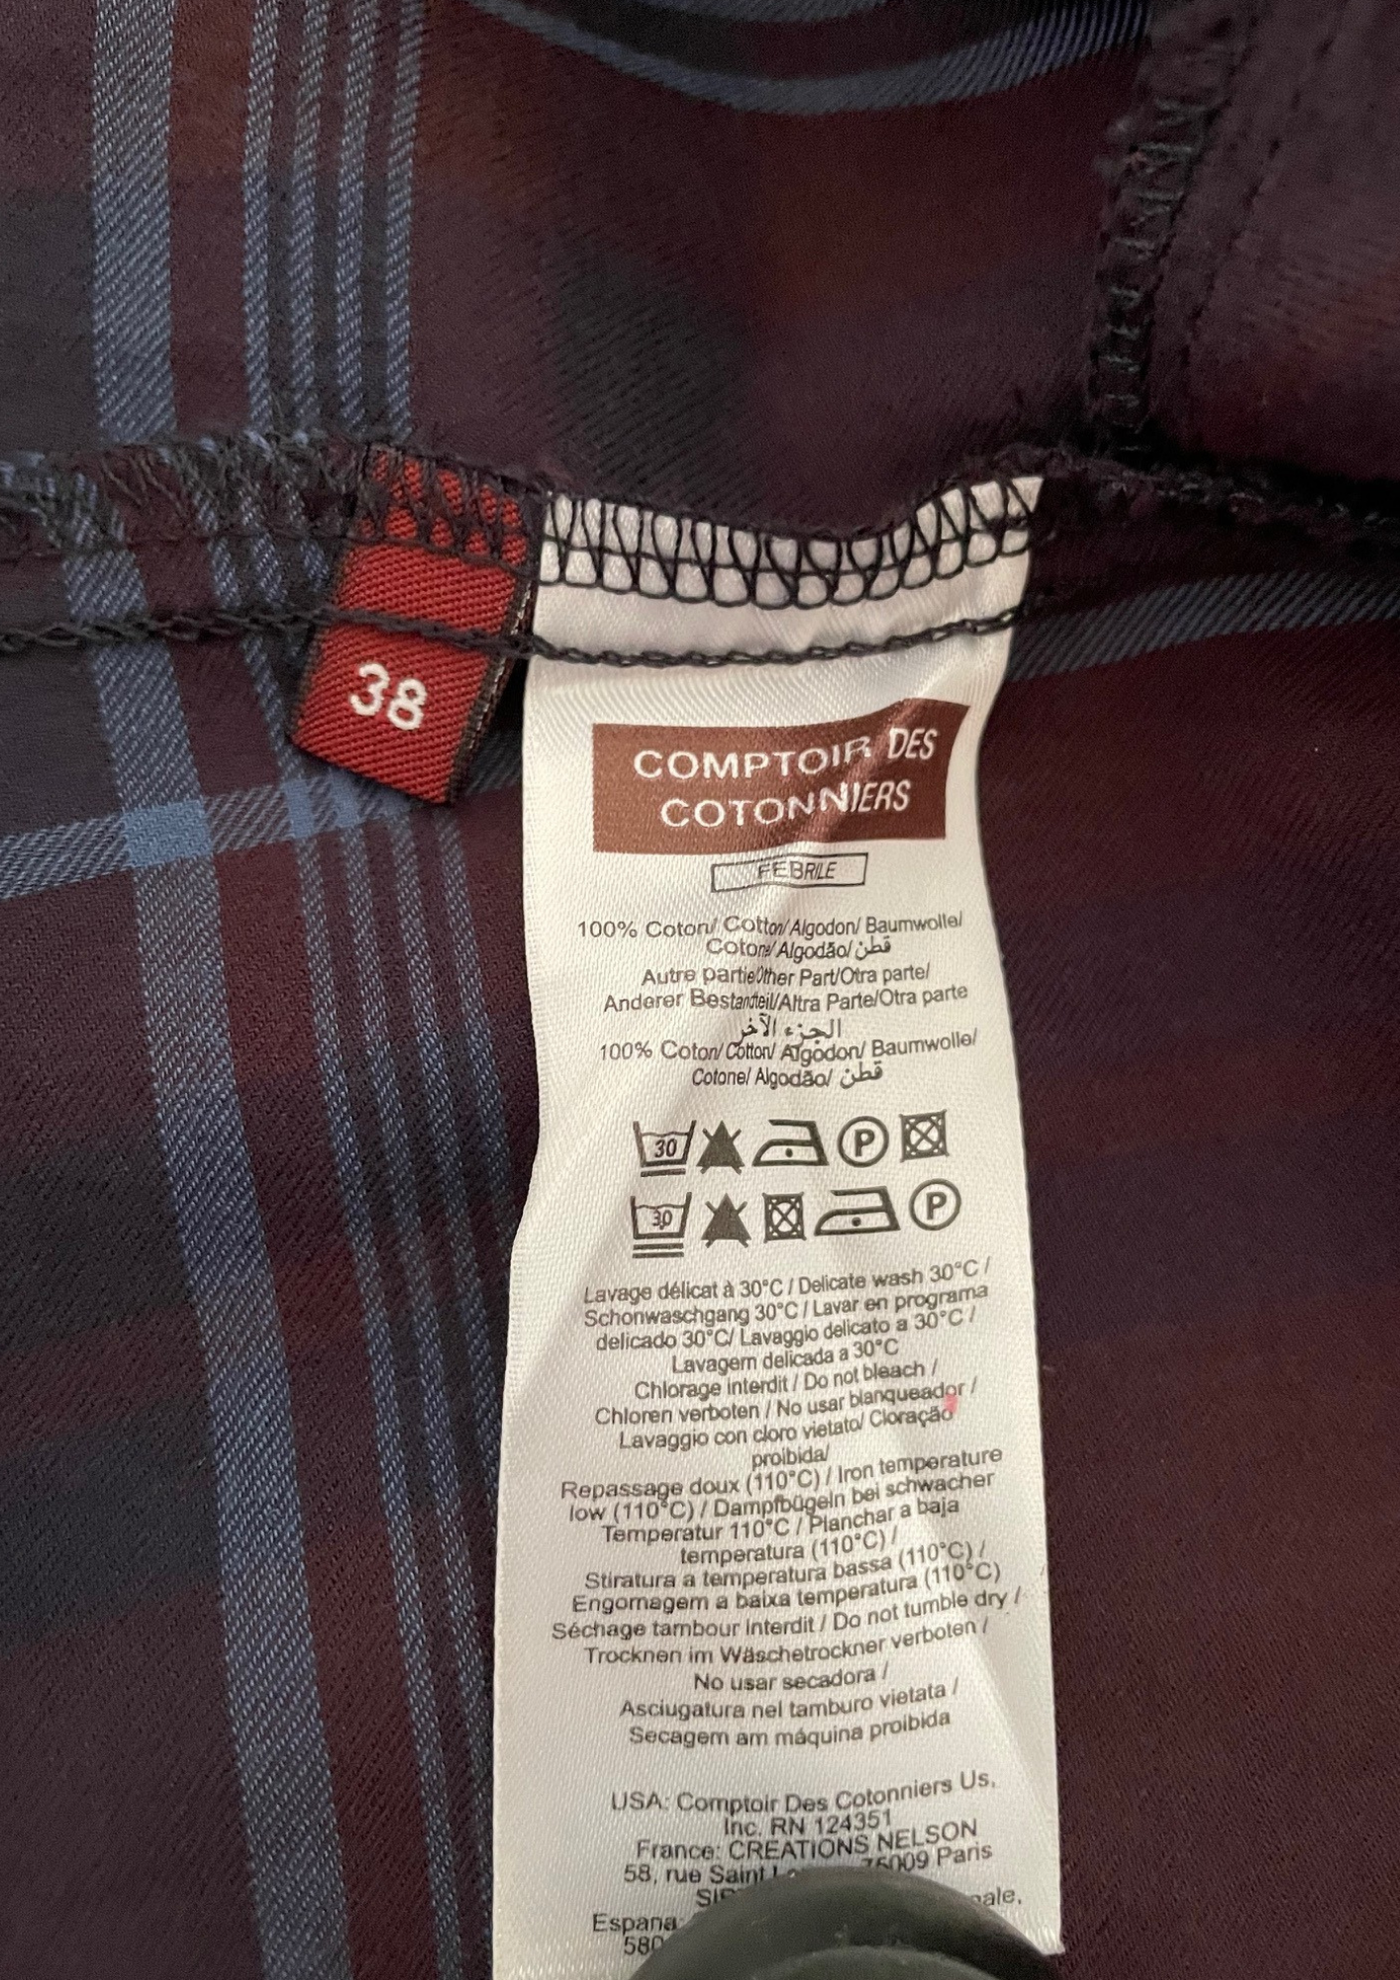 38
COMPTOIR DES
COTONNIERS
FEBRILE
100% Coton/ Cotton/Algodon/ Baumwolle/
Cotone/Algodão/ قطن
Autre partie/Other Part/Otra parte/
Anderer Bestandteil/Altra Parte/Otra parte
الجزء الآخر
100% Coton/ Cotton/ Algodon/ Baumwolle/
Cotone/ Algodão/ قطن
30 P
30 P
Lavage délicat à 30°C / Delicate wash 30°C /
Schonwaschgang 30°C / Lavar en programa
delicado 30°C/ Lavaggio delicato a 30°C /
Lavagem delicada a 30°C
Chlorage interdit / Do not bleach /
Chloren verboten / No usar blanqueador /
Lavaggio con cloro vietato/ Cloração
proibida/
Repassage doux (110°C) / Iron temperature
low (110°C) / Dampfbügeln bei schwacher
Temperatur 110°C / Planchar a baja
temperatura (110°C) /
Stiratura a temperatura bassa (110°C) /
Engomagem a baixa temperatura (110°C)
Séchage tambour interdit / Do not tumble dry /
Trocknen im Wäschetrockner verboten /
No usar secadora /
Asciugatura nel tamburo vietata /
Secagem am máquina proibida
USA: Comptoir Des Cotonniers Us,
Inc. RN 124351
France: CREATIONS NELSON
58, rue Saint 75009 Paris
Espana:
580